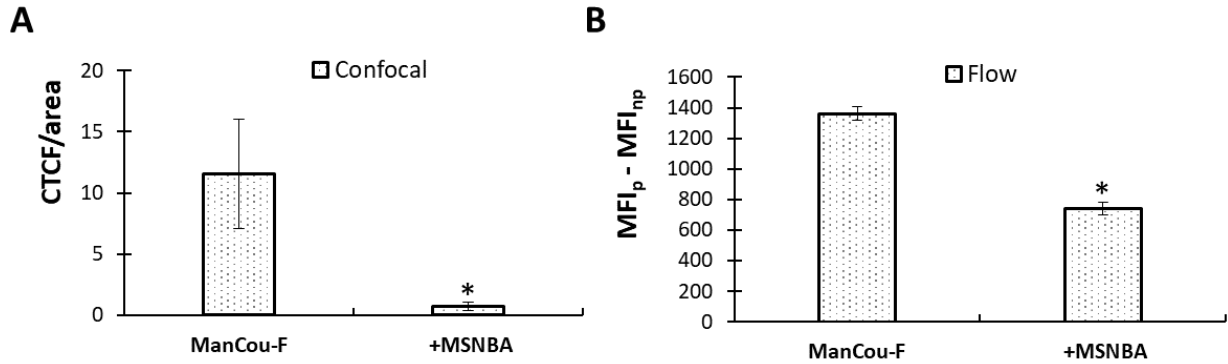 A
CTCF/area
20
15
10
5
0
Confocal
*
ManCou-F
+MSNBA
B
MFIp - MFInp
1600
1400
1200
1000
800
600
400
200
0
Flow
*
ManCou-F
+MSNBA